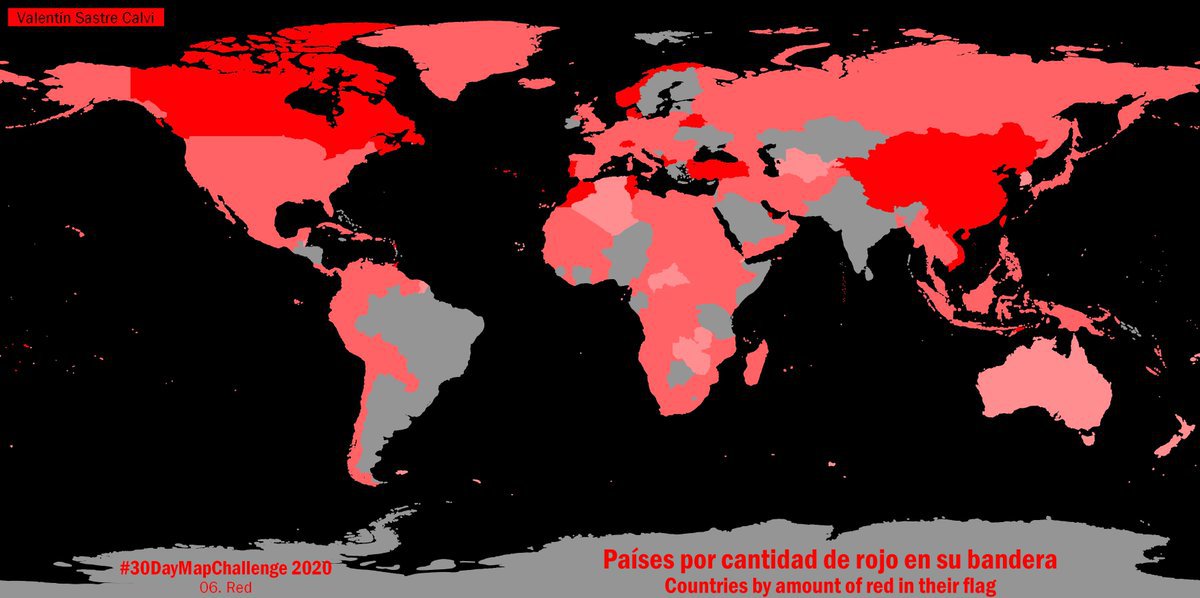 Valentín Sastre Calvi
#30DayMapChallenge 2020
06. Red
Países por cantidad de rojo en su bandera
Countries by amount of red in their flag